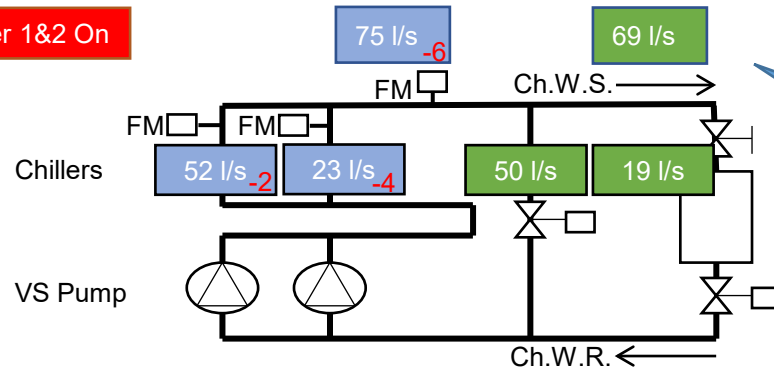 er 1&2 On
75 l/s -6
69 l/s
FM
Ch.W.S.
FM
FM
Chillers
52 l/s -2
23 l/s -4
50 l/s
19 l/s
VS Pump
Ch.W.R.